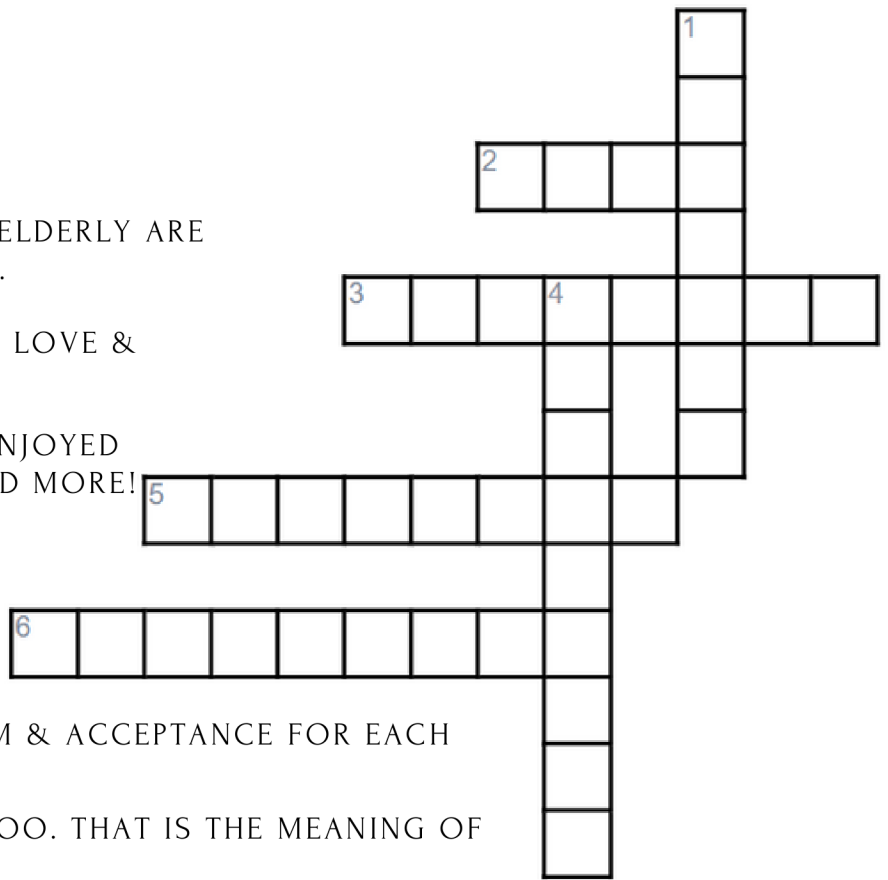 1
2
ELDERLY ARE
.
3 4
LOVE &
NJOYED
D MORE!
5
6
M & ACCEPTANCE FOR EACH
OO. THAT IS THE MEANING OF